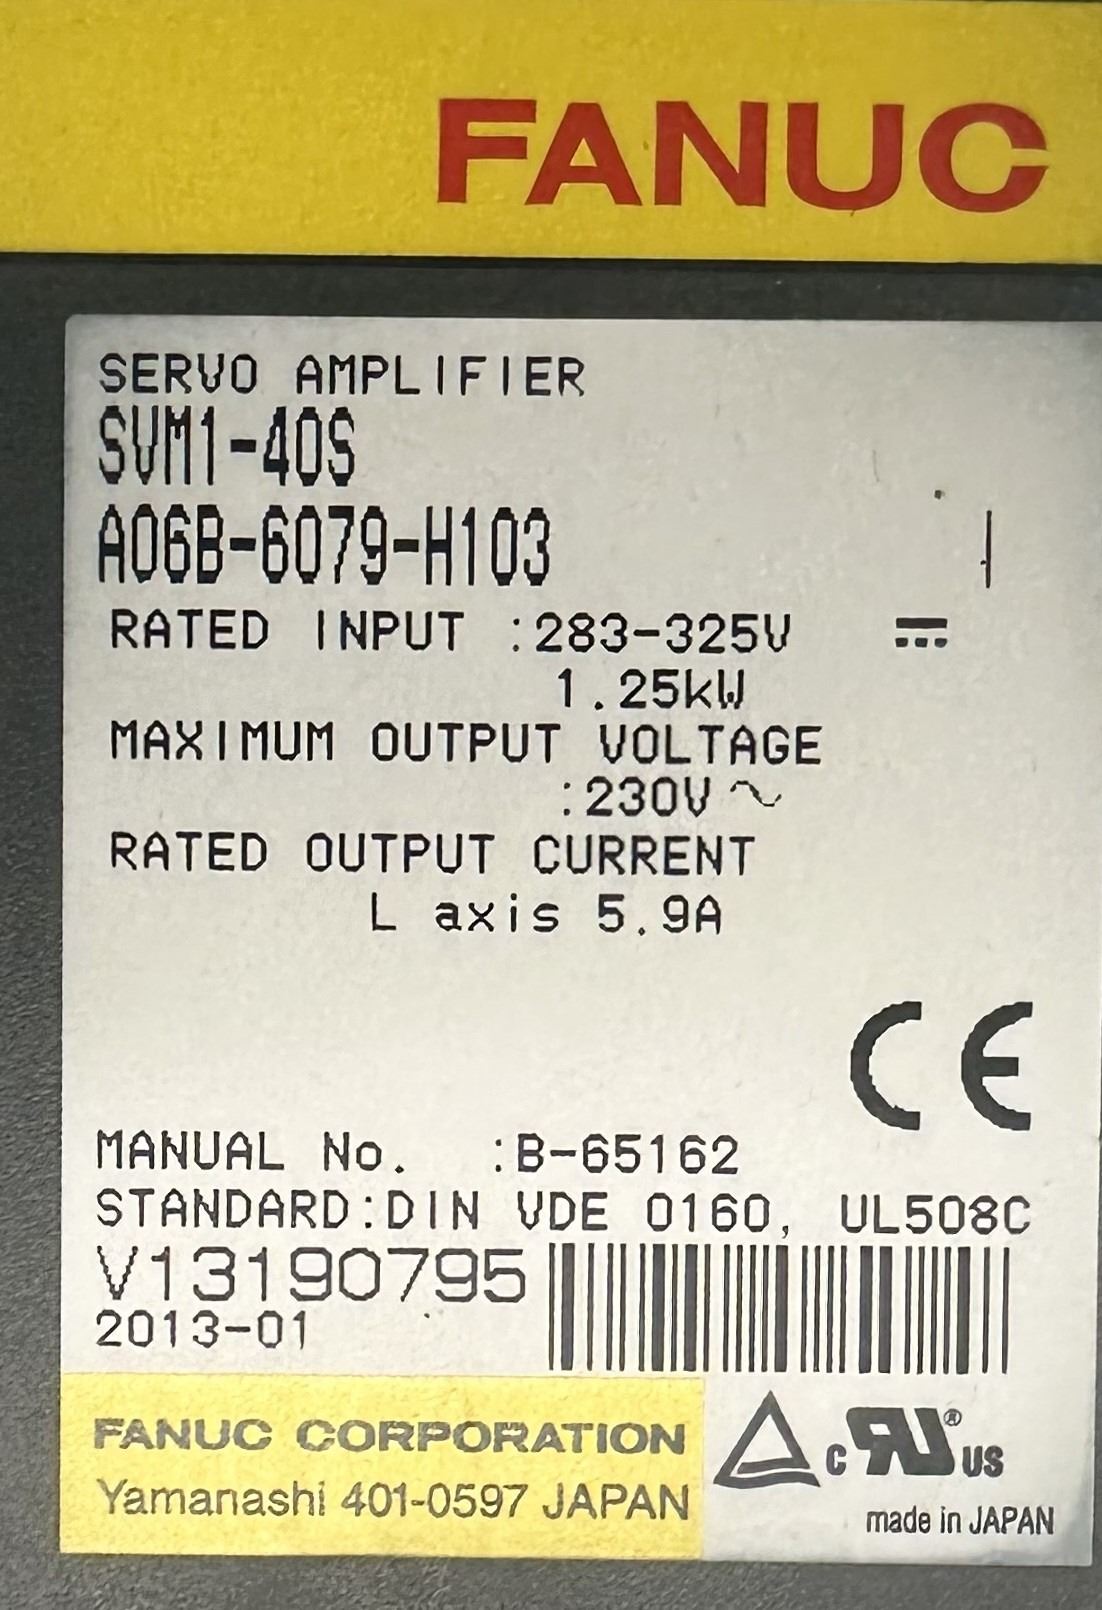 FANUC
SERVO AMPLIFIER
SVM1-40S
A06B-6079-H103
RATED INPUT :283-325V ⎓
1.25kW
MAXIMUM OUTPUT VOLTAGE
:230V~
RATED OUTPUT CURRENT
L axis 5.9A
CE
MANUAL No. :B-65162
STANDARD:DIN VDE 0160, UL508C
V13190795
2013-01
FANUC CORPORATION
Yamanashi 401-0597 JAPAN
c RU ® US
made in JAPAN